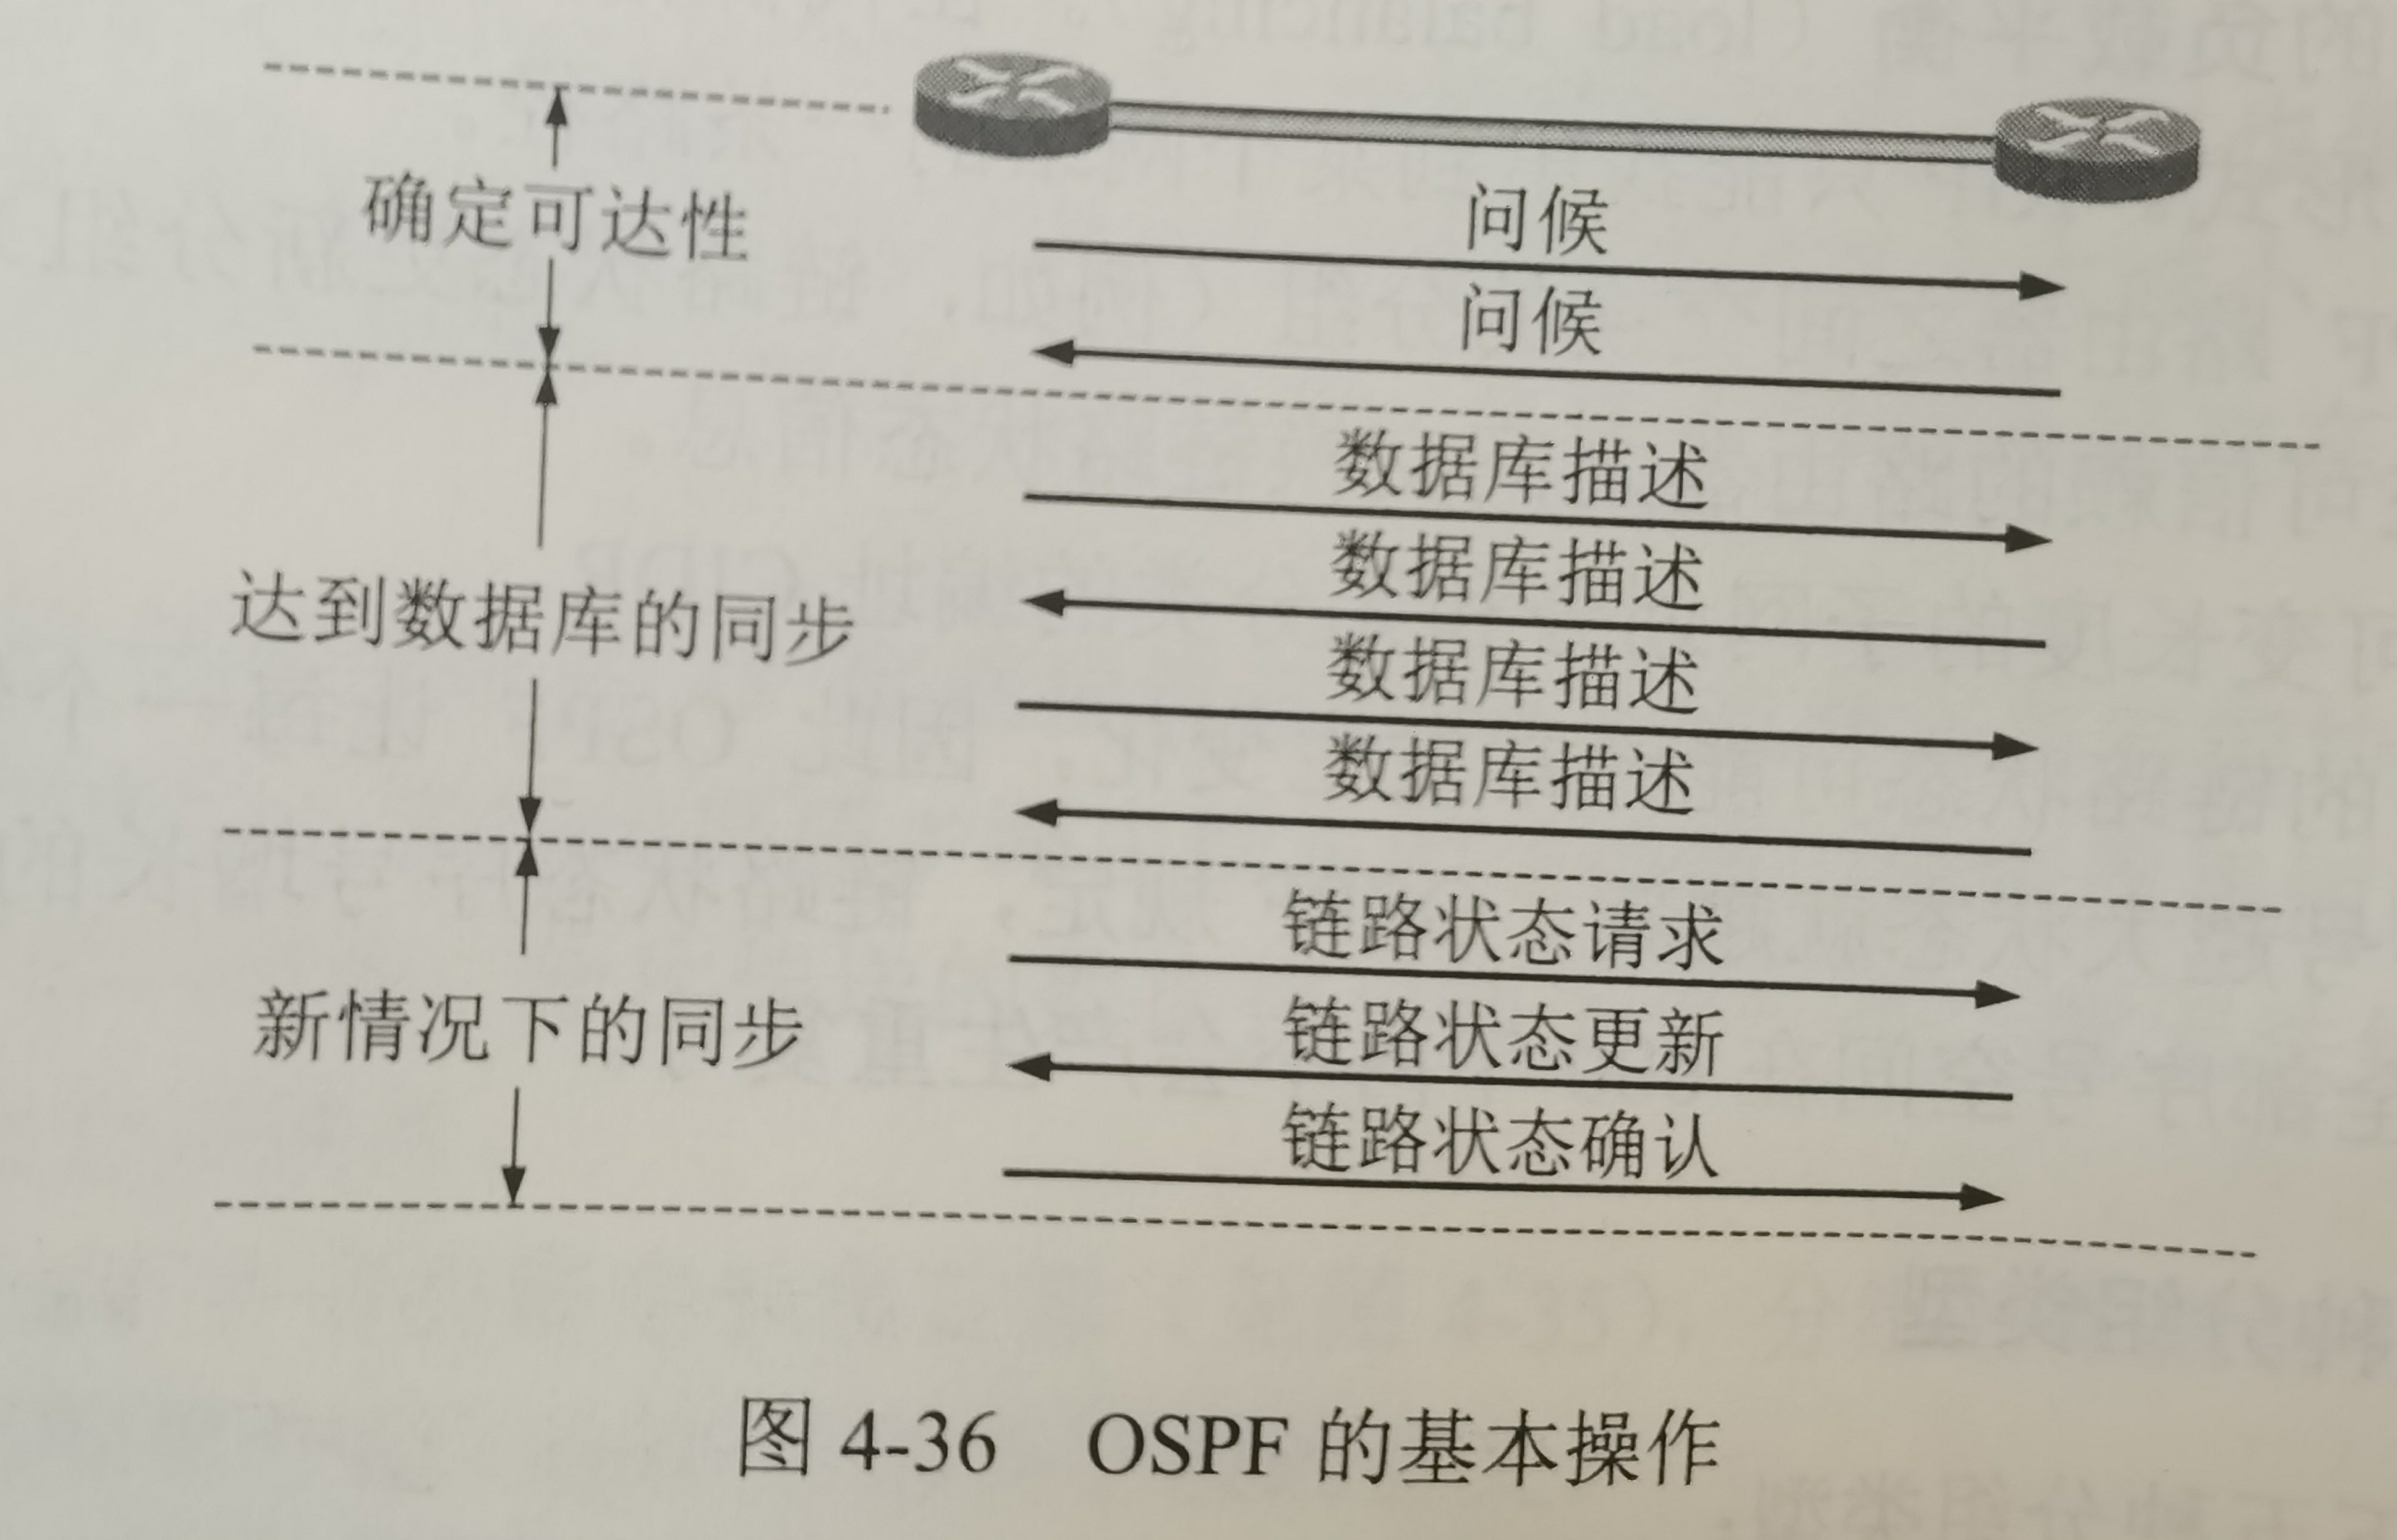 确定可达性
问候
问候
达到数据库的同步
数据库描述
数据库描述
数据库描述
数据库描述
新情况下的同步
链路状态请求
链路状态更新
链路状态确认
图 4-36 OSPF 的基本操作